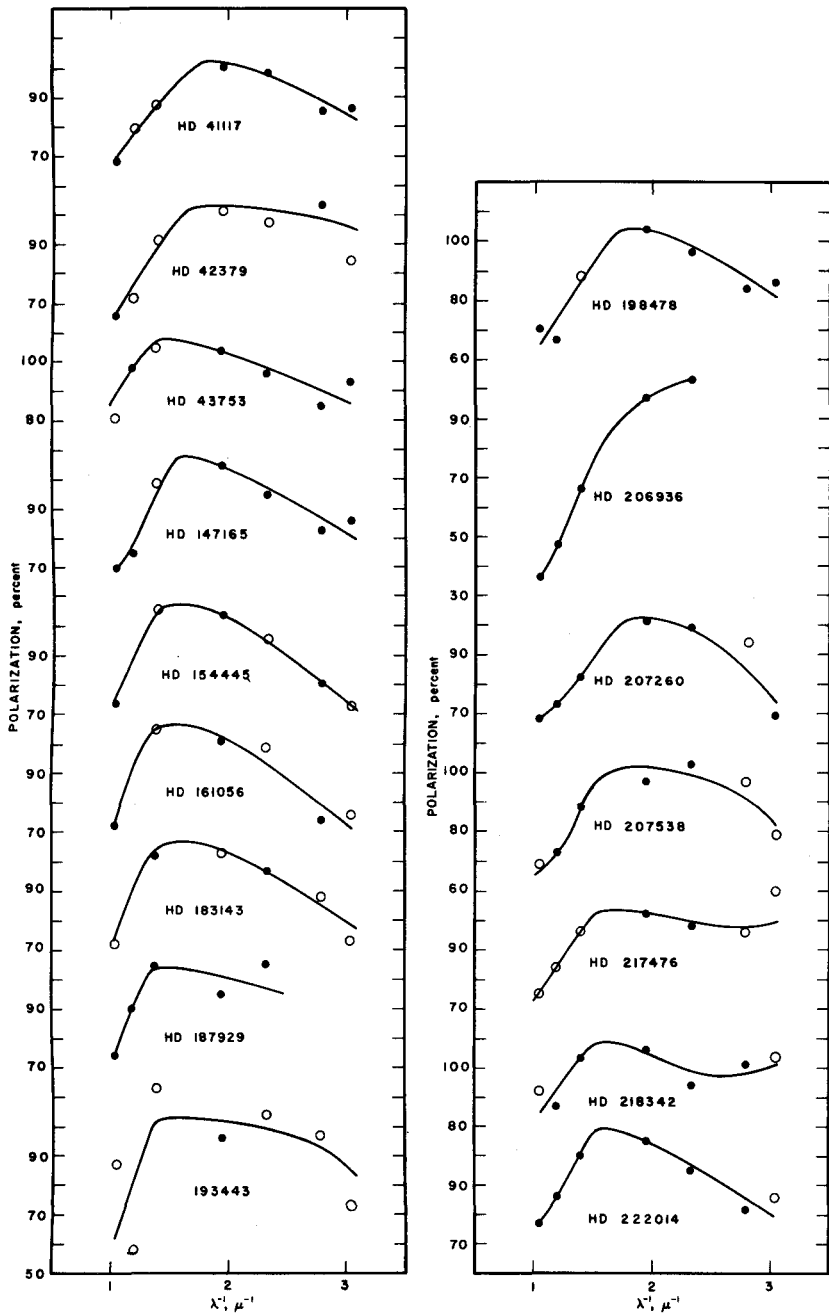 90
HD 41117
70
90
HD 42379
70
100
HD 43753
80
90
HD 147165
70
90
HD 154445
70
90
HD 161056
70
90
HD 183143
70
90
HD 187929
70
90
193443
70
50
1
2
3
λ⁻¹, μ⁻¹
POLARIZATION, percent
100
HD 198478
80
60
90
70
HD 206936
50
30
90
HD 207260
70
100
HD 207538
80
60
90
HD 217476
70
100
HD 218342
80
90
HD 222014
70
1
2
3
λ⁻¹, μ⁻¹
POLARIZATION, percent